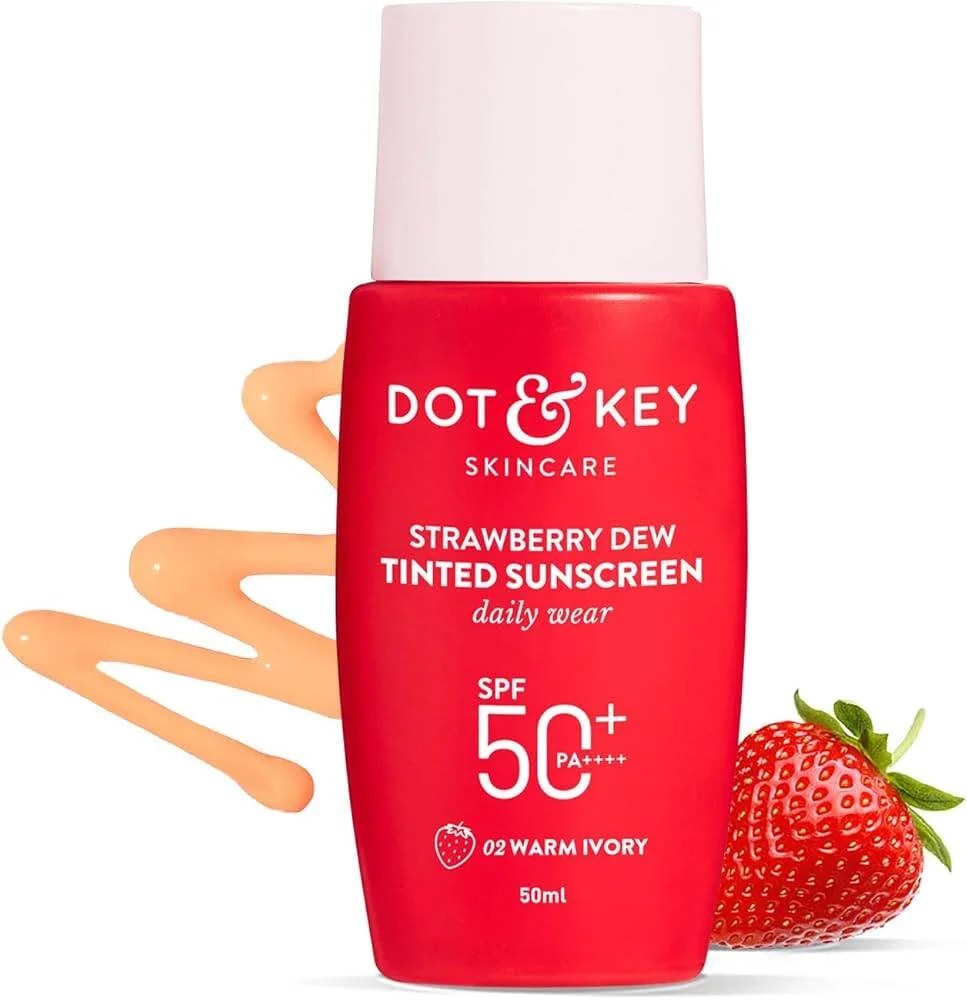 DOT & KEY
SKINCARE
STRAWBERRY DEW
TINTED SUNSCREEN
daily wear
SPF
50+
PA++++
02 WARM IVORY
50ml